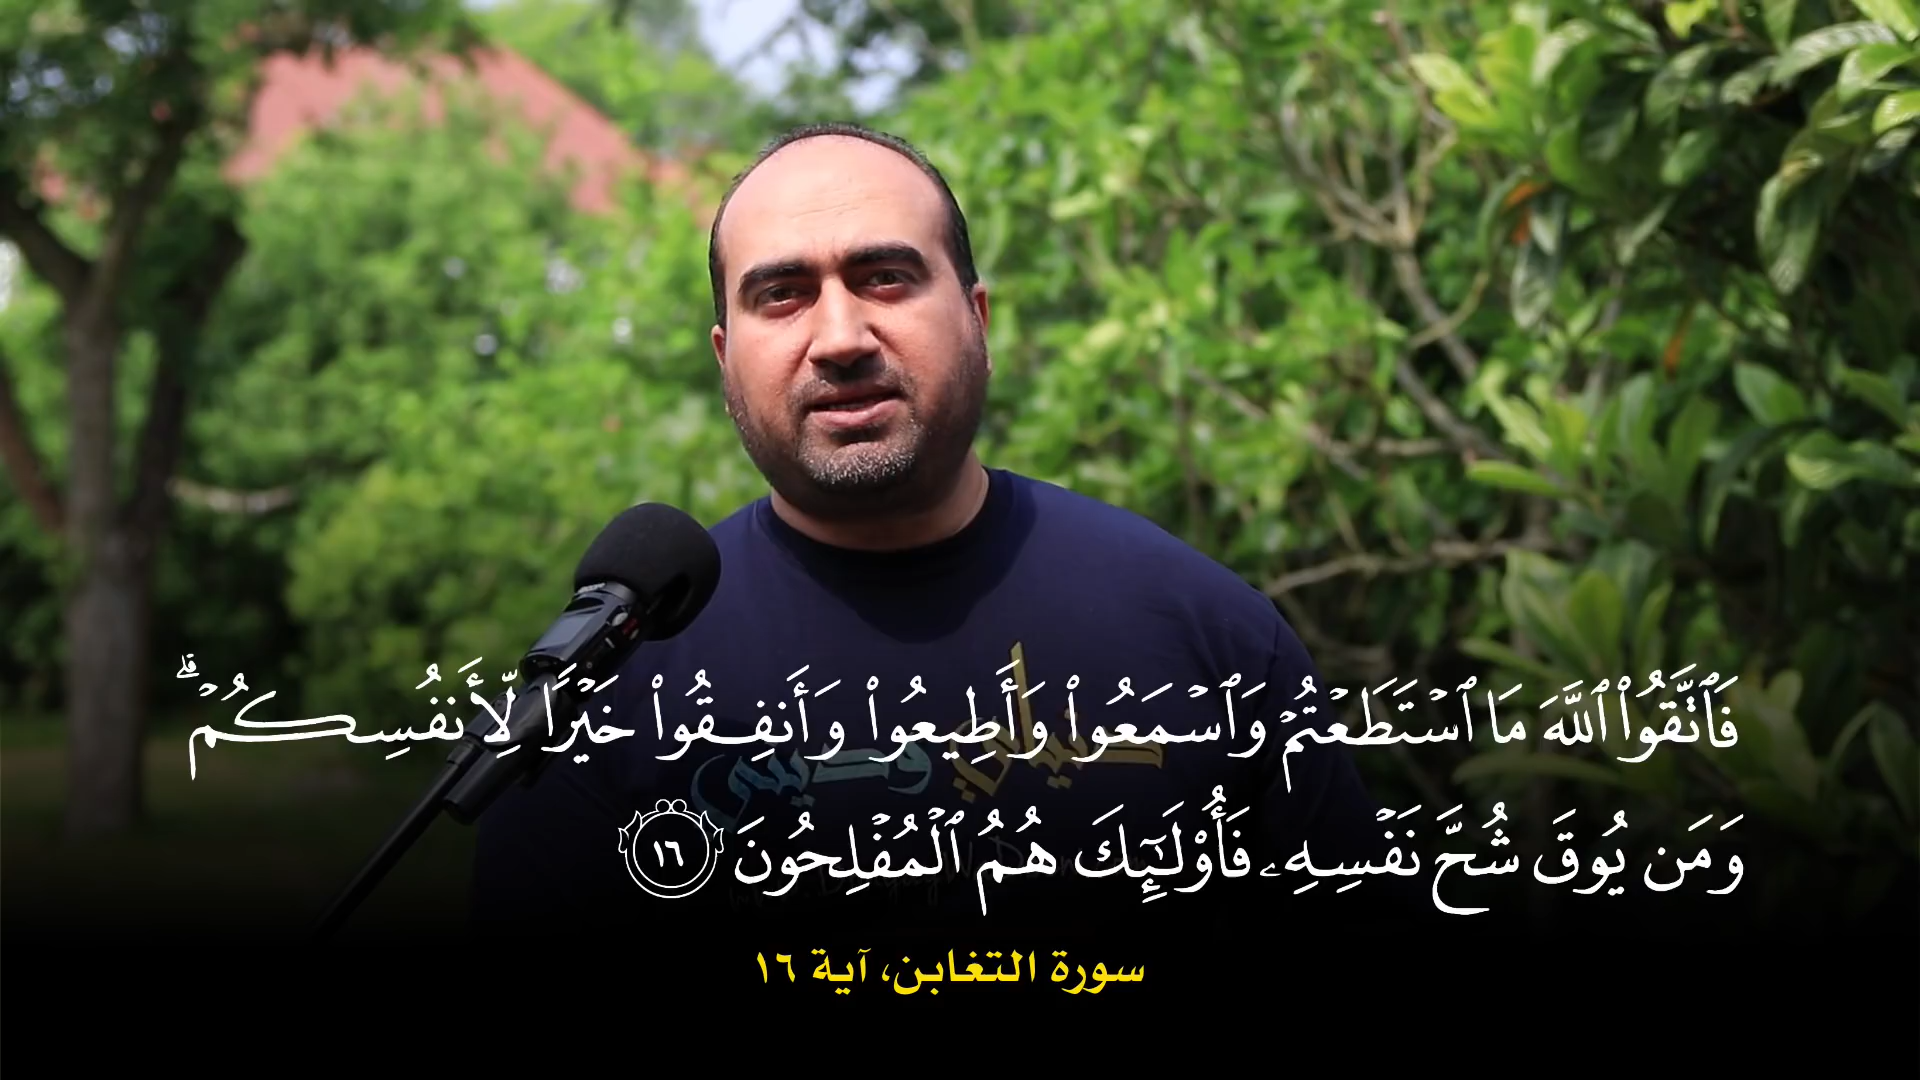 فَٱتَّقُوا۟ ٱللَّهَ مَا ٱسْتَطَعْتُمْ وَٱسْمَعُوا۟ وَأَطِيعُوا۟ وَأَنفِقُوا۟ خَيْرًا لِّأَنفُسِكُمْ ۗ
وَمَن يُوقَ شُحَّ نَفْسِهِۦ فَأُو۟لَـٰٓئِكَ هُمُ ٱلْمُفْلِحُونَ ١٦
سورة التغابن، آية ١٦